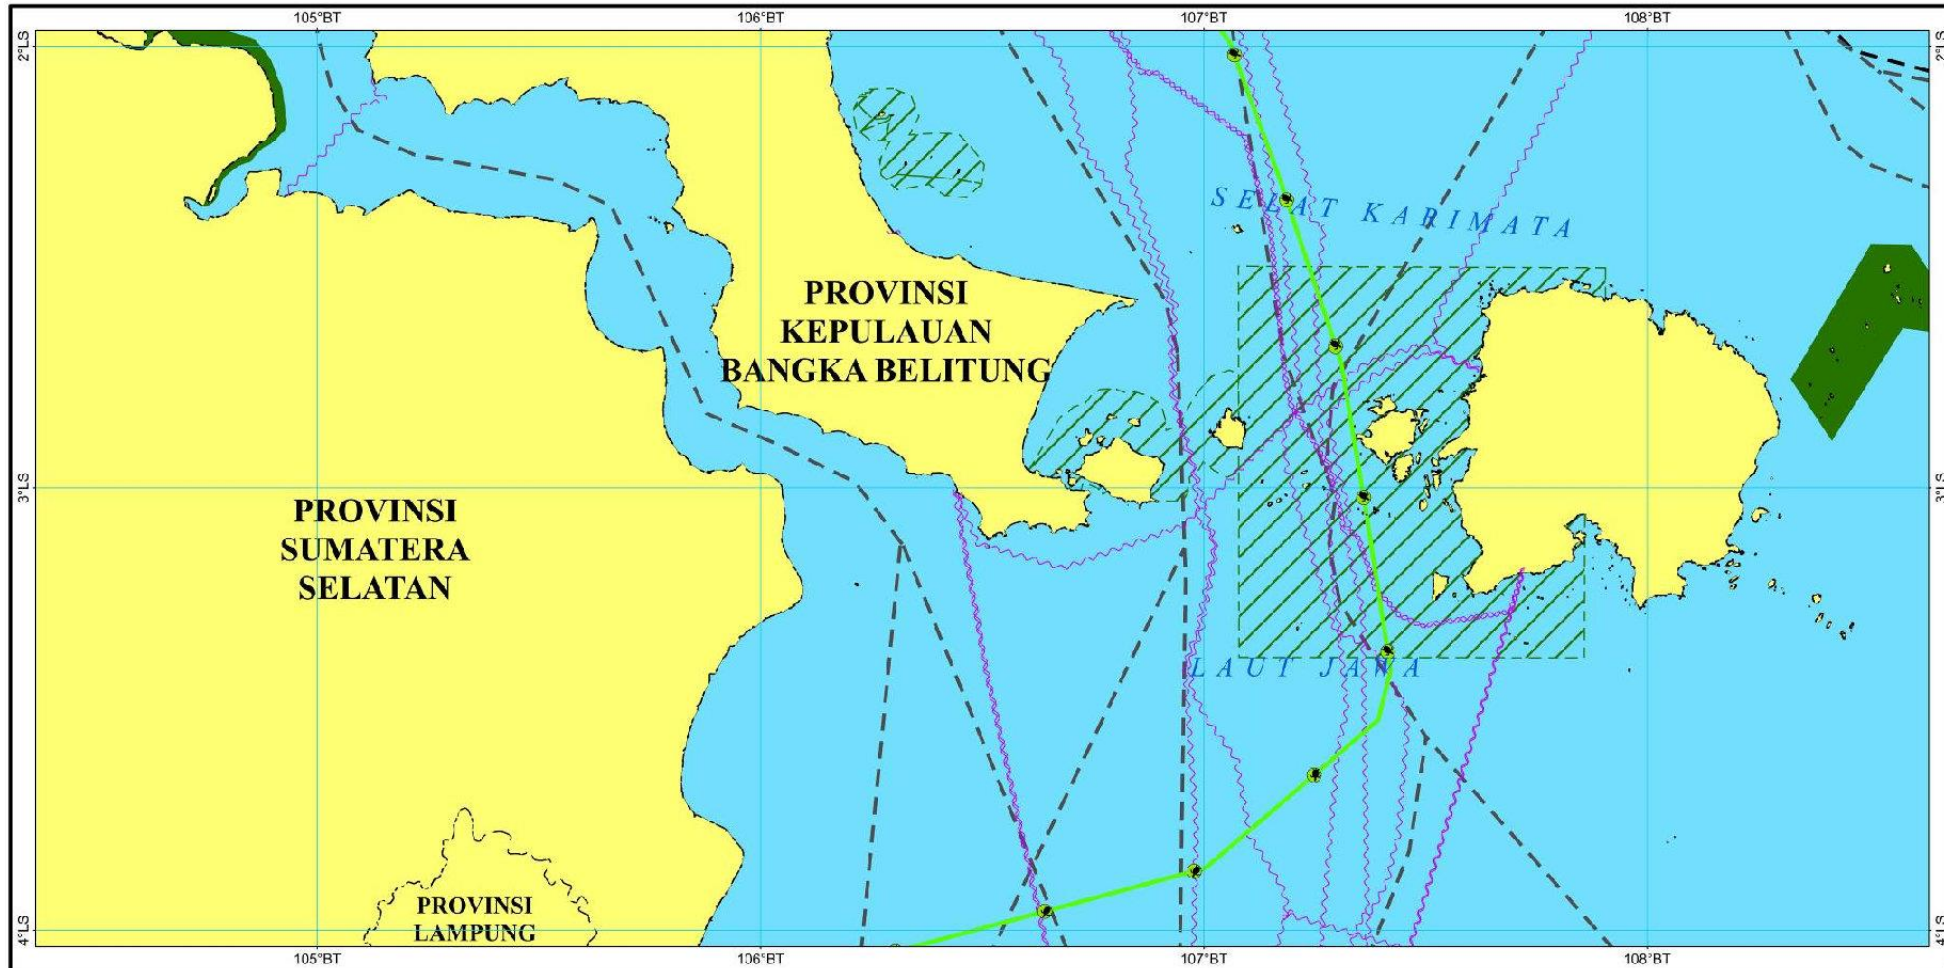 105°BT
106°BT
107°BT
108°BT
2°LS
2°LS
SELAT KARIMATA
PROVINSI
KEPULAUAN
BANGKA BELITUNG
3°LS
3°LS
PROVINSI
SUMATERA
SELATAN
LAUT JAWA
PROVINSI
LAMPUNG
4°LS
4°LS
105°BT
106°BT
107°BT
108°BT